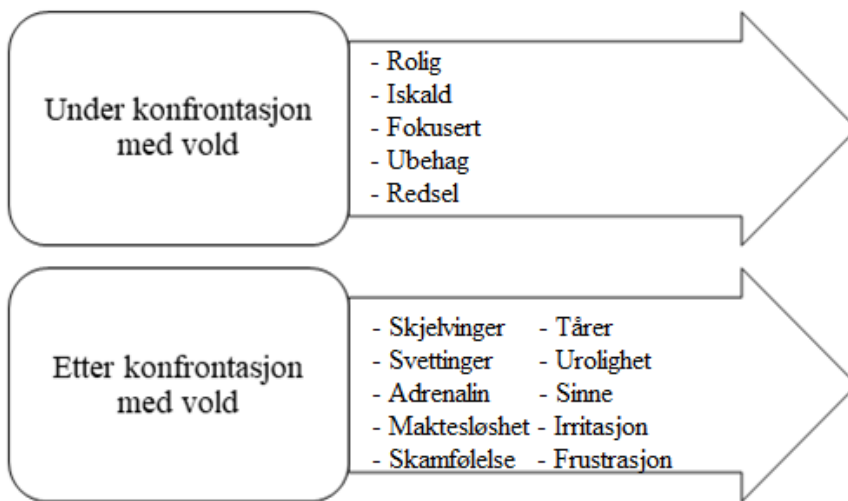 Under konfrontasjon
med vold
- Rolig
- Iskald
- Fokusert
- Ubehag
- Redsel
Etter konfrontasjon
med vold
- Skjelvinger
- Svettinger
- Adrenalin
- Maktesløshet
- Skamfølelse
- Tårer
- Urolighet
- Sinne
- Irritasjon
- Frustrasjon